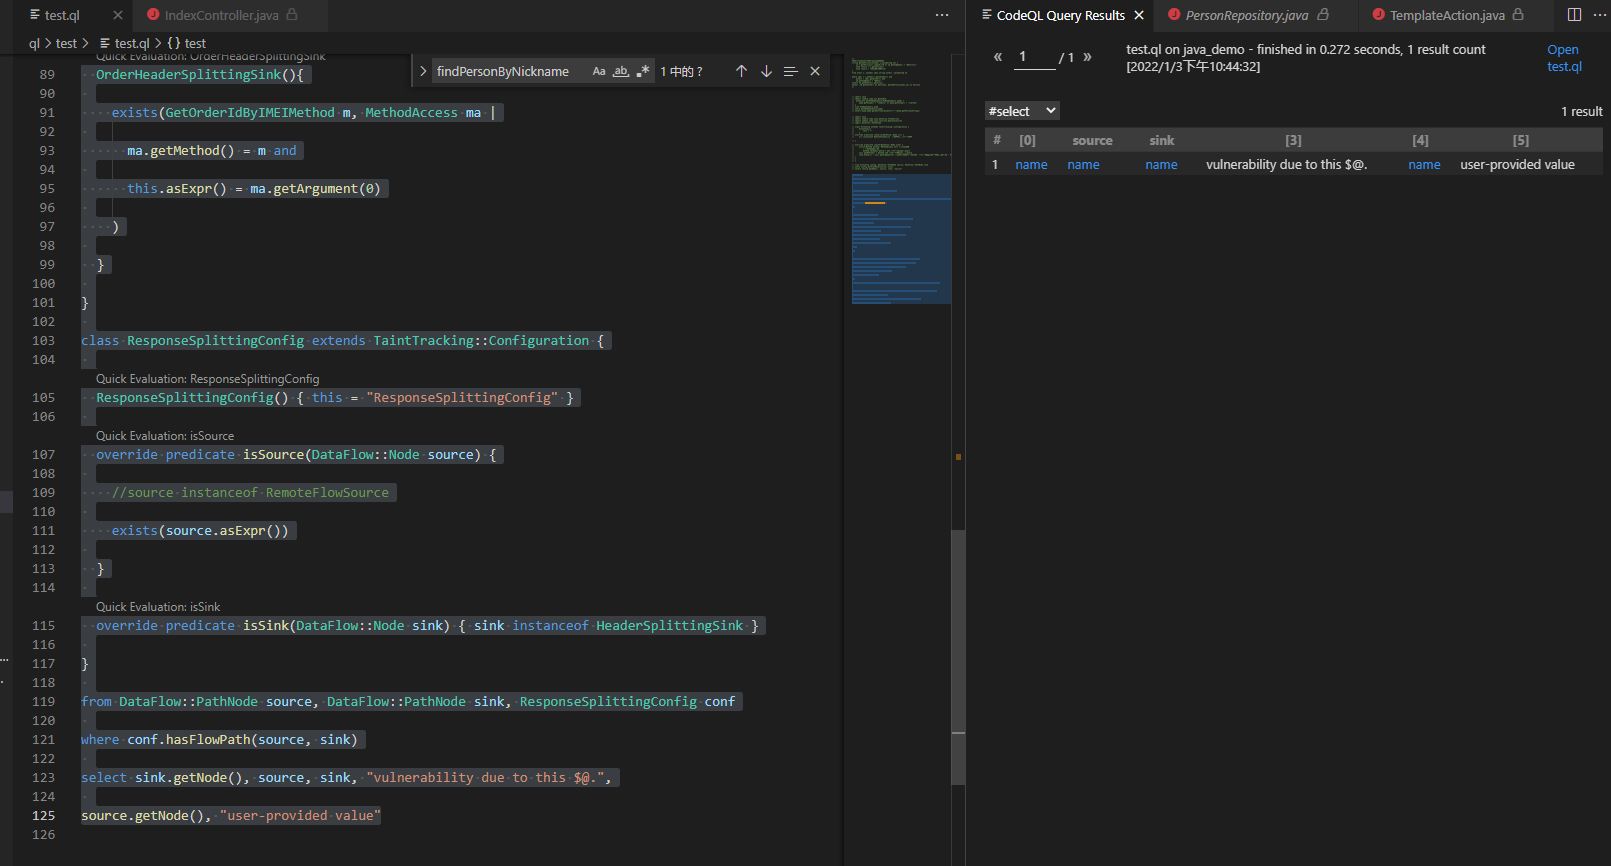 test.ql
IndexController.java
ql > test > test.ql > {} test
findPersonByNickname
Aa
ab
.*
1 中的 ?
Quick Evaluation: OrderHeaderSplittingSink
89 OrderHeaderSplittingSink(){
90
91 exists(GetOrderIdByIMEIMethod m, MethodAccess ma |
92
93 ma.getMethod() = m and
94
95 this.asExpr() = ma.getArgument(0)
96
97 )
98
99 }
100
101 }
102
103 class ResponseSplittingConfig extends TaintTracking::Configuration {
104
Quick Evaluation: ResponseSplittingConfig
105 ResponseSplittingConfig() { this = "ResponseSplittingConfig" }
106
Quick Evaluation: isSource
107 override predicate isSource(DataFlow::Node source) {
108
109 //source instanceof RemoteFlowSource
110
111 exists(source.asExpr())
112
113 }
114
Quick Evaluation: isSink
115 override predicate isSink(DataFlow::Node sink) { sink instanceof HeaderSplittingSink }
116
117 }
118
119 from DataFlow::PathNode source, DataFlow::PathNode sink, ResponseSplittingConfig conf
120
121 where conf.hasFlowPath(source, sink)
122
123 select sink.getNode(), source, sink, "vulnerability due to this $@.",
124
125 source.getNode(), "user-provided value"
126
CodeQL Query Results
PersonRepository.java
TemplateAction.java
« 1 / 1 »
test.ql on java_demo - finished in 0.272 seconds, 1 result count
[2022/1/3下午10:44:32]
Open
test.ql
#select
1 result
# [0] source sink [3] [4] [5]
1 name name name vulnerability due to this $@. name user-provided value